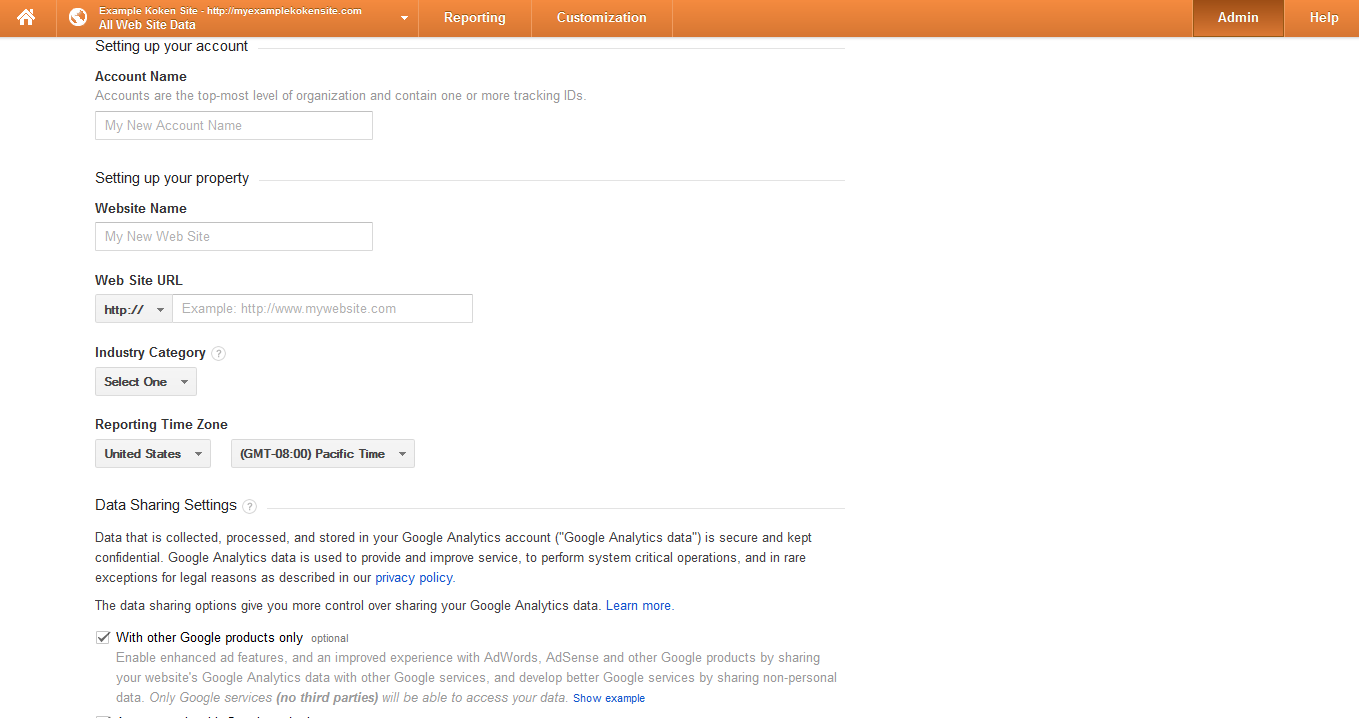 Example Koken Site - http://myexamplekokensite.com
All Web Site Data
Reporting
Customization
Admin
Help
Setting up your account
Account Name
Accounts are the top-most level of organization and contain one or more tracking IDs.
My New Account Name
Setting up your property
Website Name
My New Web Site
Web Site URL
http://
Example: http://www.mywebsite.com
Industry Category ?
Select One
Reporting Time Zone
United States
(GMT-08:00) Pacific Time
Data Sharing Settings ?
Data that is collected, processed, and stored in your Google Analytics account ("Google Analytics data") is secure and kept
confidential. Google Analytics data is used to provide and improve service, to perform system critical operations, and in rare
exceptions for legal reasons as described in our privacy policy.
The data sharing options give you more control over sharing your Google Analytics data. Learn more.
With other Google products only optional
Enable enhanced ad features, and an improved experience with AdWords, AdSense and other Google products by sharing
your website's Google Analytics data with other Google services, and develop better Google services by sharing non-personal
data. Only Google services (no third parties) will be able to access your data. Show example